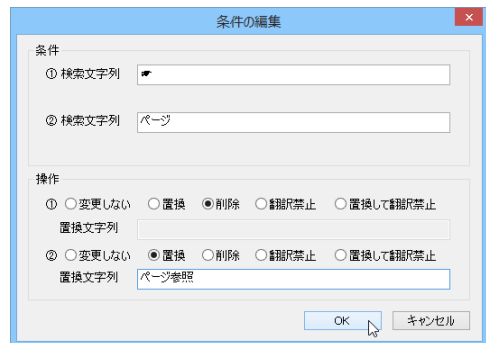 条件の編集
条件
① 検索文字列 ☛
② 検索文字列 ページ
操作
① 変更しない 置換 削除 翻訳禁止 置換して翻訳禁止
置換文字列
② 変更しない 置換 削除 翻訳禁止 置換して翻訳禁止
置換文字列 ページ参照
OK キャンセル